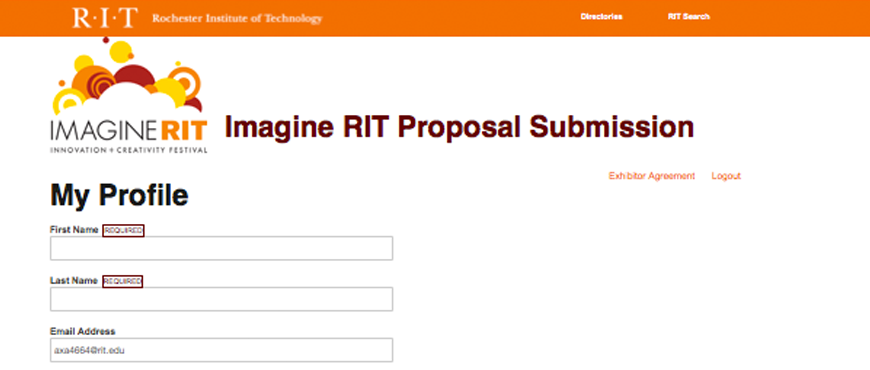 R·I·T Rochester Institute of Technology Directories RIT Search
IMAGINE RIT
INNOVATION + CREATIVITY FESTIVAL
Imagine RIT Proposal Submission
Exhibitor Agreement Logout
My Profile
First Name REQUIRED
Last Name REQUIRED
Email Address
axa4664@rit.edu